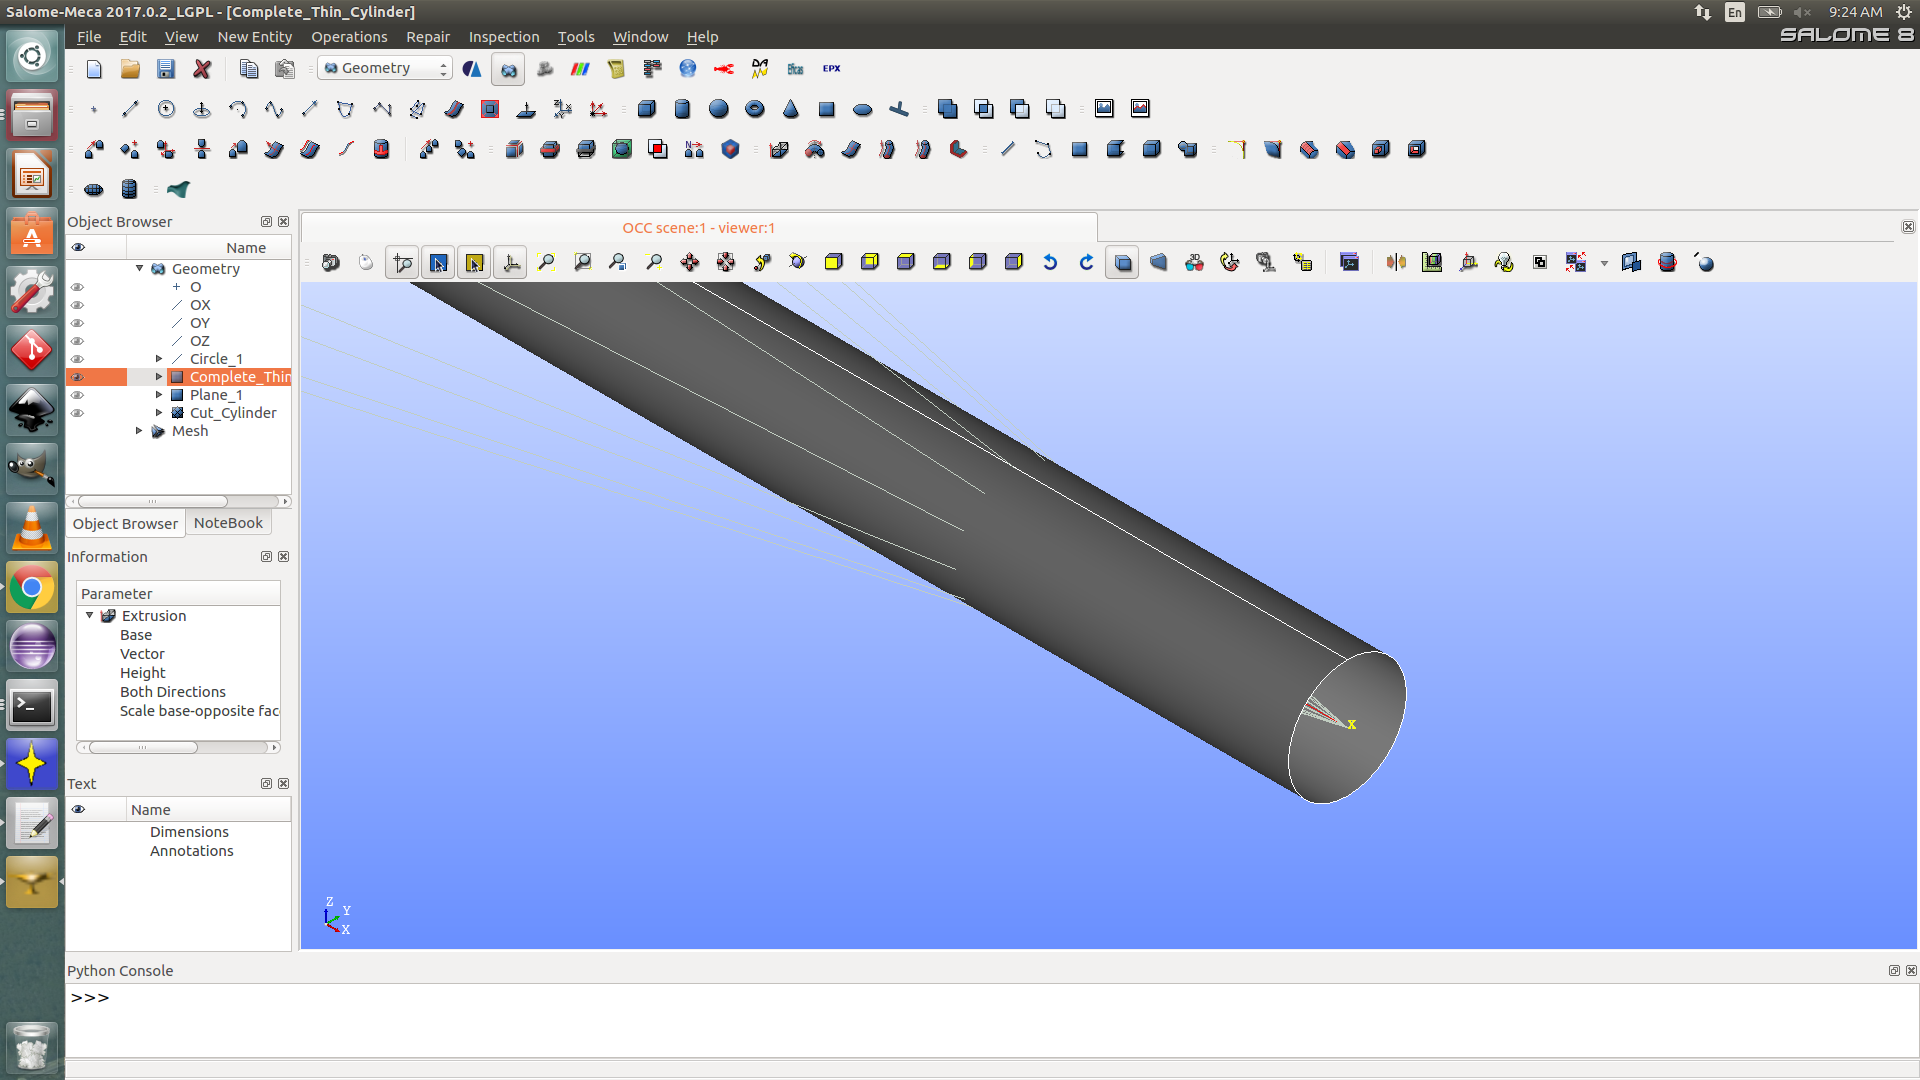 Salome-Meca 2017.0.2_LGPL - [Complete_Thin_Cylinder]
En
9:24 AM
File Edit View New Entity Operations Repair Inspection Tools Window Help
SALOME 8
Geometry
Eficas
EPX
Object Browser
OCC scene:1 - viewer:1
Name
Geometry
O
OX
OY
OZ
Circle_1
Complete_Thin
Plane_1
Cut_Cylinder
Mesh
Object Browser NoteBook
Information
Parameter
Extrusion
Base
Vector
Height
Both Directions
Scale base-opposite fac
Text
Name
Dimensions
Annotations
X
Z
Y
X
Python Console
>>>